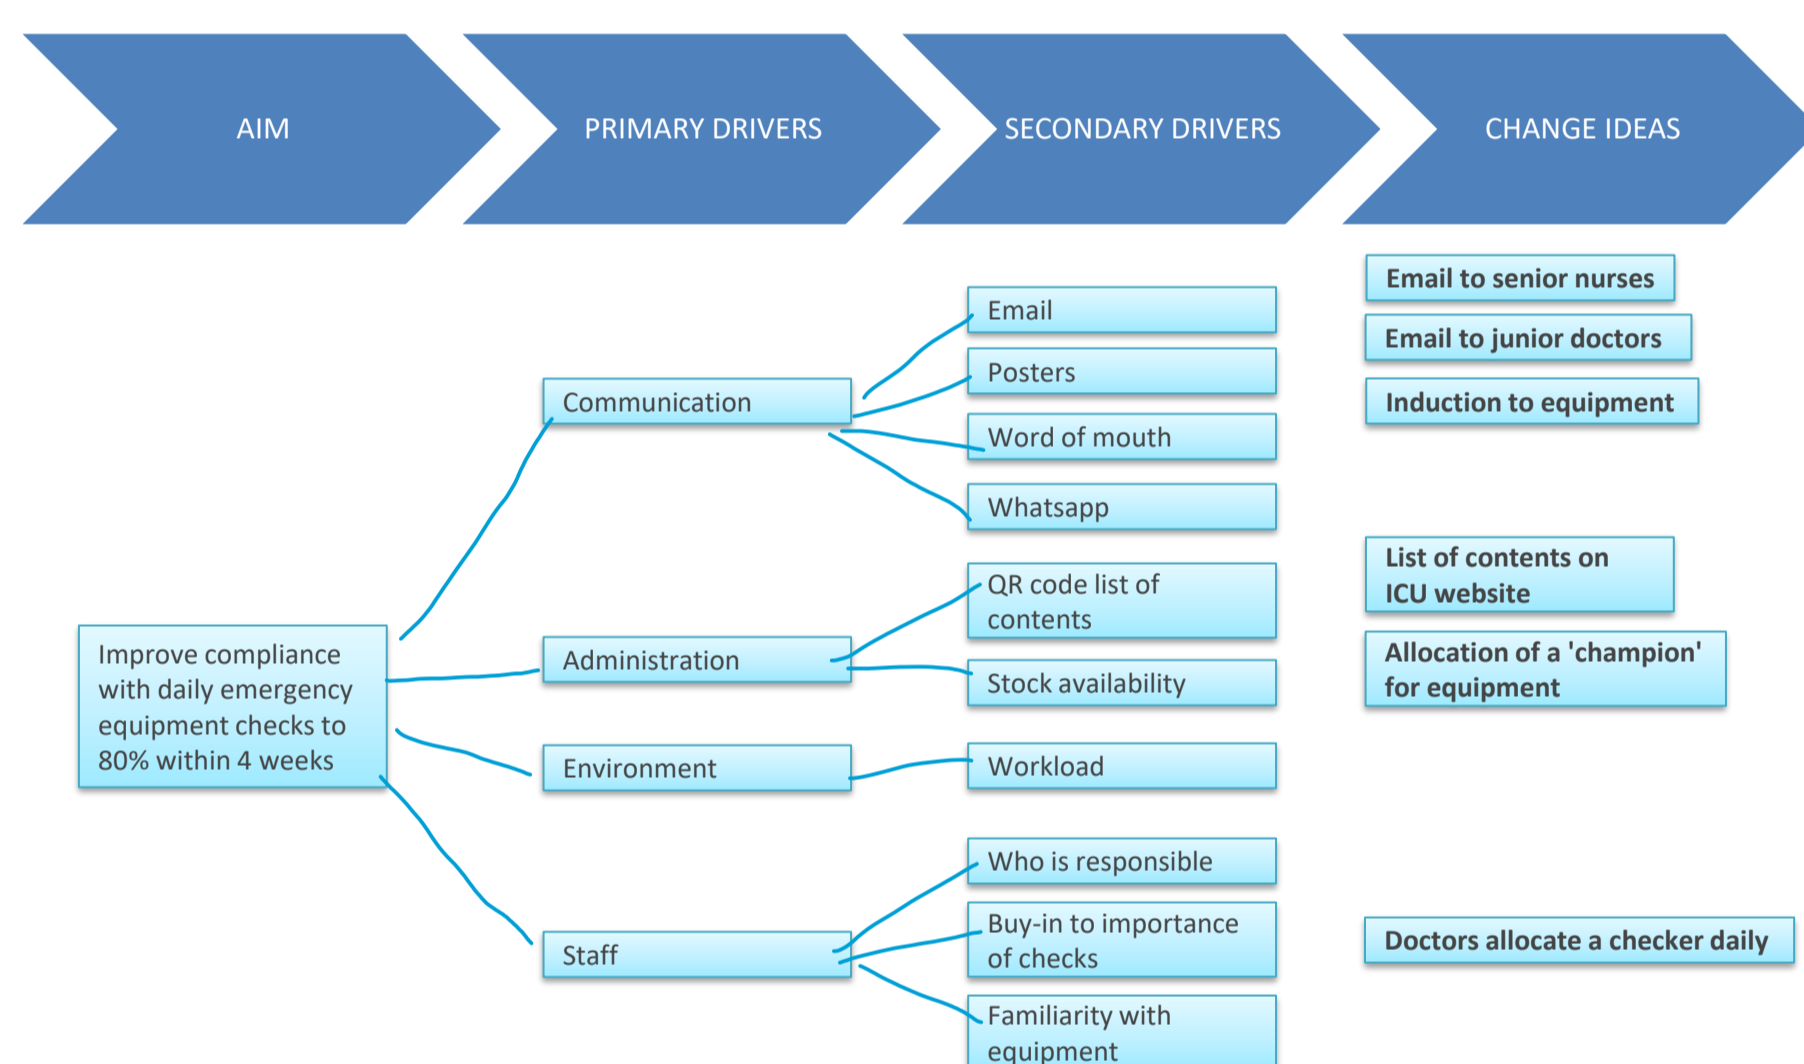 AIM
PRIMARY DRIVERS
SECONDARY DRIVERS
CHANGE IDEAS
Improve compliance
with daily emergency
equipment checks to
80% within 4 weeks
Communication
Administration
Environment
Staff
Email
Posters
Word of mouth
Whatsapp
QR code list of
contents
Stock availability
Workload
Who is responsible
Buy-in to importance
of checks
Familiarity with
equipment
Email to senior nurses
Email to junior doctors
Induction to equipment
List of contents on
ICU website
Allocation of a 'champion'
for equipment
Doctors allocate a checker daily